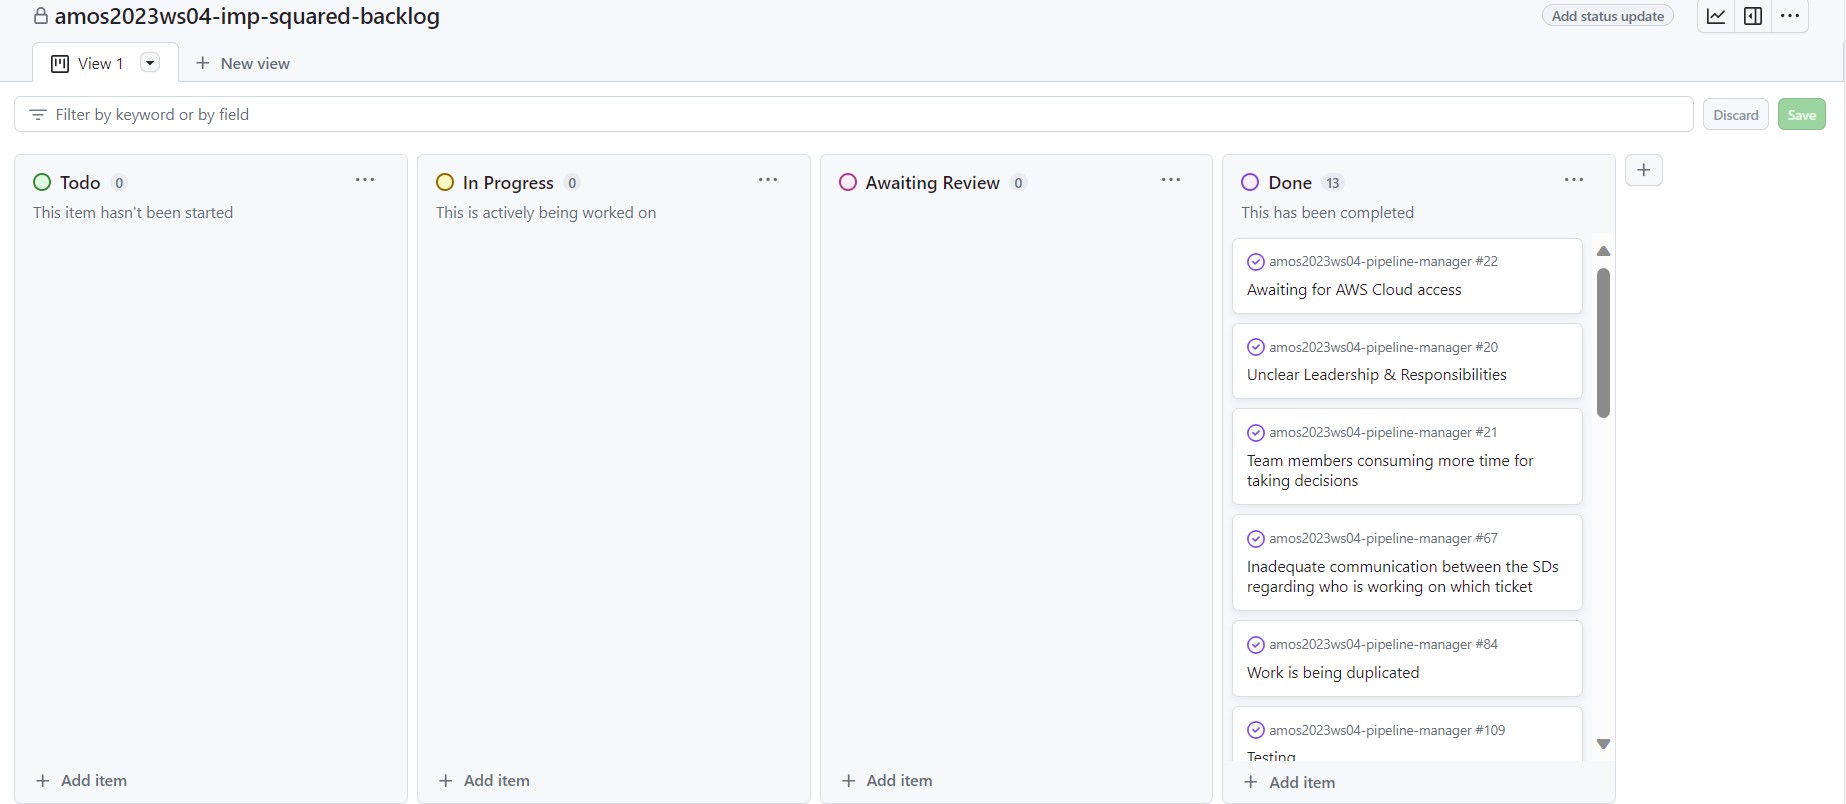 amos2023ws04-imp-squared-backlog
Add status update
View 1
New view
Filter by keyword or by field
Discard
Save
Todo 0
This item hasn't been started
Add item
In Progress 0
This is actively being worked on
Add item
Awaiting Review 0
Add item
Done 13
This has been completed
amos2023ws04-pipeline-manager #22
Awaiting for AWS Cloud access
amos2023ws04-pipeline-manager #20
Unclear Leadership & Responsibilities
amos2023ws04-pipeline-manager #21
Team members consuming more time for
taking decisions
amos2023ws04-pipeline-manager #67
Inadequate communication between the SDs
regarding who is working on which ticket
amos2023ws04-pipeline-manager #84
Work is being duplicated
amos2023ws04-pipeline-manager #109
Testing
Add item